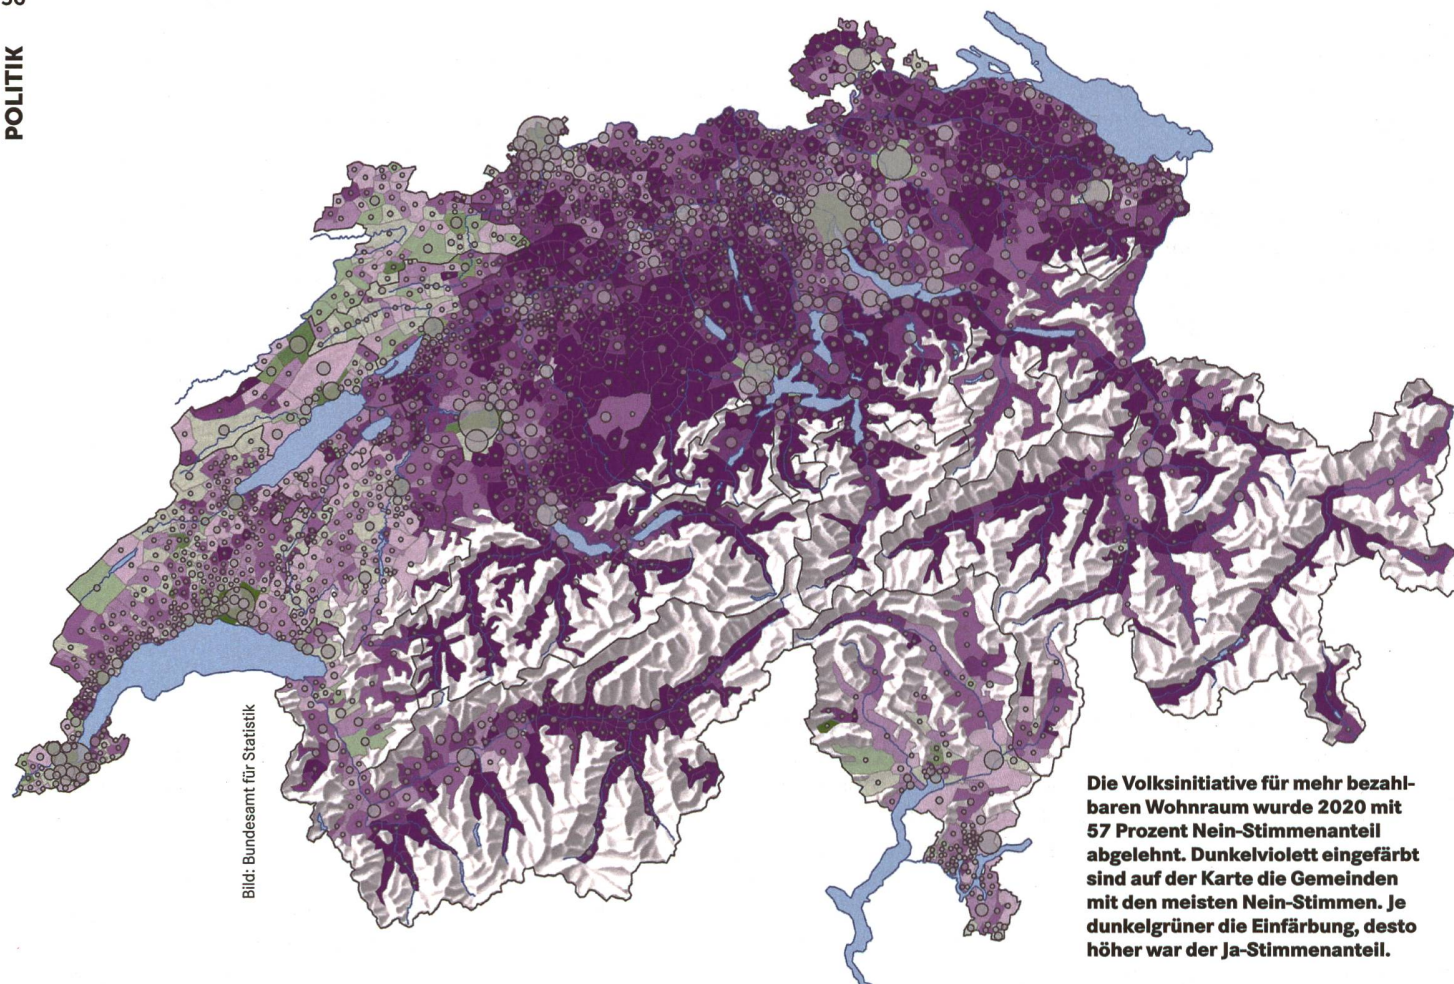 POLITIK
Bild: Bundesamt für Statistik
Die Volksinitiative für mehr bezahl-
baren Wohnraum wurde 2020 mit
57 Prozent Nein-Stimmenanteil
abgelehnt. Dunkelviolett eingefärbt
sind auf der Karte die Gemeinden
mit den meisten Nein-Stimmen. Je
dunkelgrüner die Einfärbung, desto
höher war der Ja-Stimmenanteil.